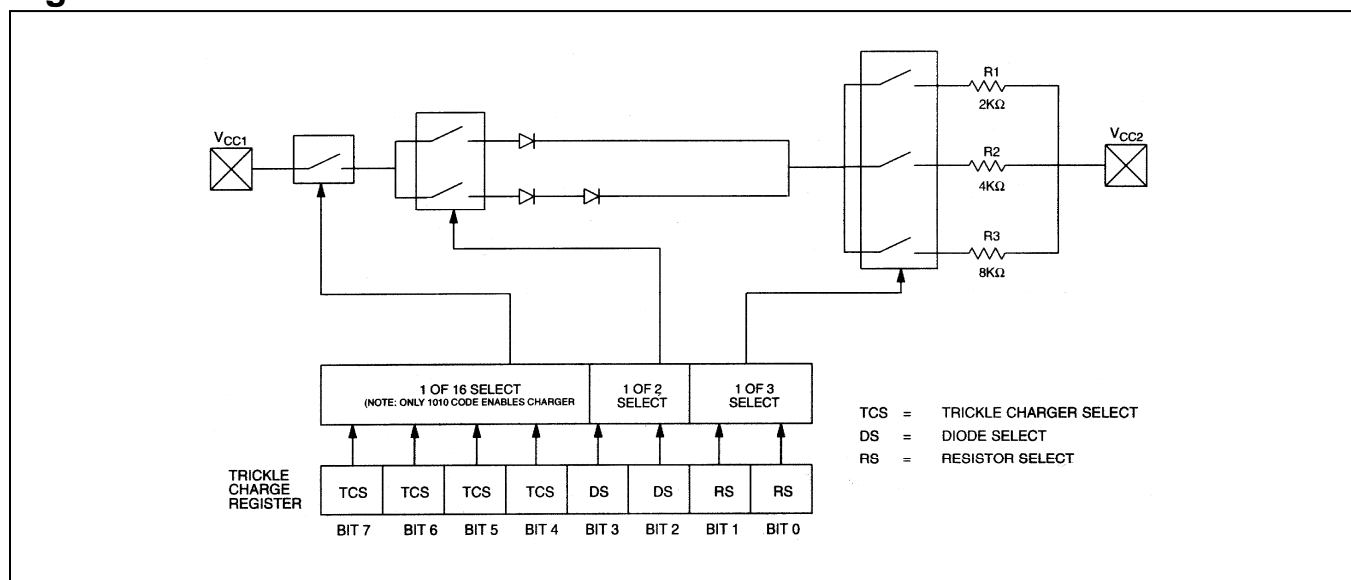 VCC1
R1
2KΩ
R2
4KΩ
R3
8KΩ
VCC2
1 OF 16 SELECT
(NOTE: ONLY 1010 CODE ENABLES CHARGER
1 OF 2
SELECT
1 OF 3
SELECT
TCS = TRICKLE CHARGER SELECT
DS = DIODE SELECT
RS = RESISTOR SELECT
TRICKLE
CHARGE
REGISTER
TCS TCS TCS TCS DS DS RS RS
BIT 7 BIT 6 BIT 5 BIT 4 BIT 3 BIT 2 BIT 1 BIT 0